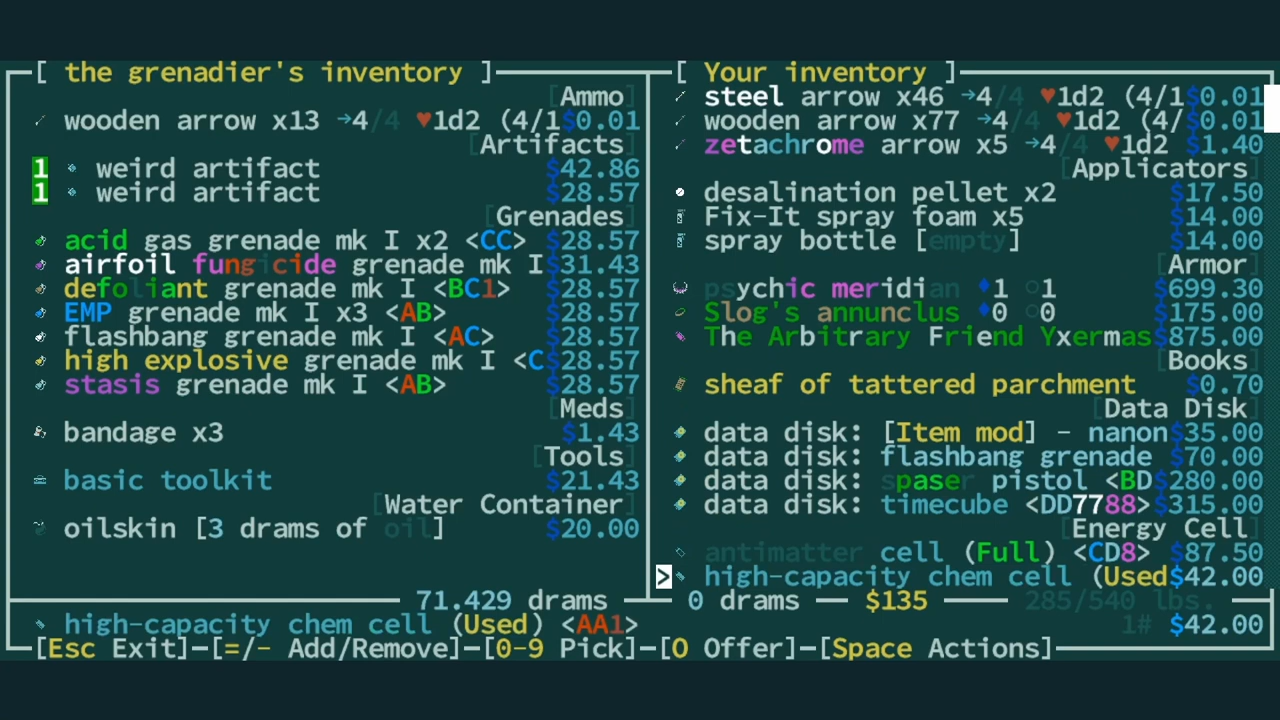 [ the grenadier's inventory ]
[Ammo]
wooden arrow x13 →4/4 ♥1d2 (4/1$0.01
[Artifacts]
1 weird artifact $42.86
1 weird artifact $28.57
[Grenades]
acid gas grenade mk I x2 <CC> $28.57
airfoil fungicide grenade mk I$31.43
defoliant grenade mk I <BC1> $28.57
EMP grenade mk I x3 <AB> $28.57
flashbang grenade mk I <AC> $28.57
high explosive grenade mk I <C$28.57
stasis grenade mk I <AB> $28.57
[Meds]
bandage x3 $1.43
[Tools]
basic toolkit $21.43
[Water Container]
oilskin [3 drams of oil] $20.00
[ Your inventory ]
steel arrow x46 →4/4 ♥1d2 (4/1$0.01
wooden arrow x77 →4/4 ♥1d2 (4/$0.01
zetachrome arrow x5 →4/4 ♥1d2 $1.40
[Applicators]
desalination pellet x2 $17.50
Fix-It spray foam x5 $14.00
spray bottle [empty] $14.00
[Armor]
psychic meridian ♦1 ○1 $699.30
Slog's annunclus ♦0 ○0 $175.00
The Arbitrary Friend Yxermas$875.00
[Books]
sheaf of tattered parchment $0.70
[Data Disk]
data disk: [Item mod] - nanon$35.00
data disk: flashbang grenade $70.00
data disk: spaser pistol <BD$280.00
data disk: timecube <DD7788>$315.00
[Energy Cell]
antimatter cell (Full) <CD8> $87.50
> high-capacity chem cell (Used$42.00
71.429 drams 0 drams $135 285/540 lbs.
high-capacity chem cell (Used) <AA1> 1# $42.00
[Esc Exit]-[=/- Add/Remove]-[0-9 Pick]-[O Offer]-[Space Actions]